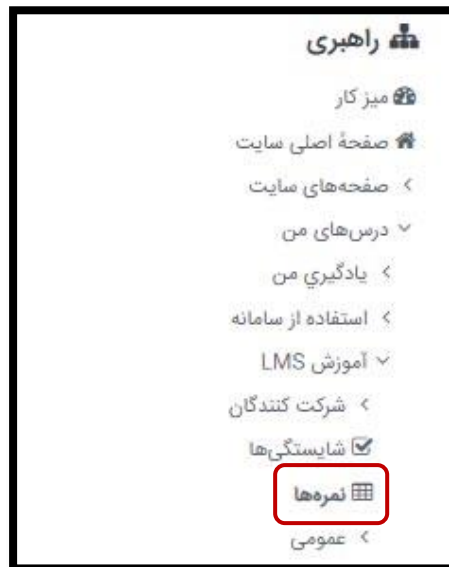 راهبری
میز کار
صفحهٔ اصلی سایت
صفحه‌های سایت
درس‌های من
یادگيري من
استفاده از سامانه
آموزش LMS
شرکت کنندگان
شایستگی‌ها
نمره‌ها
عمومی